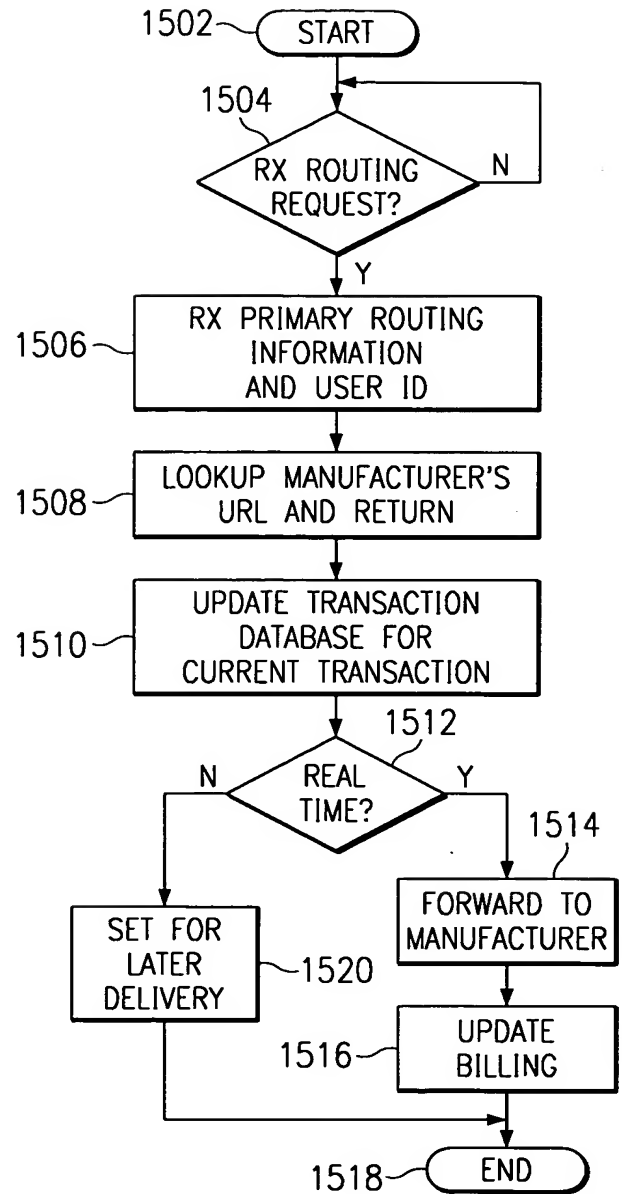 1502
START
1504
RX ROUTING
REQUEST?
N
Y
1506
RX PRIMARY ROUTING
INFORMATION
AND USER ID
1508
LOOKUP MANUFACTURER'S
URL AND RETURN
1510
UPDATE TRANSACTION
DATABASE FOR
CURRENT TRANSACTION
1512
N
REAL
TIME?
Y
1514
FORWARD TO
MANUFACTURER
SET FOR
LATER
DELIVERY
1520
1516
UPDATE
BILLING
1518
END